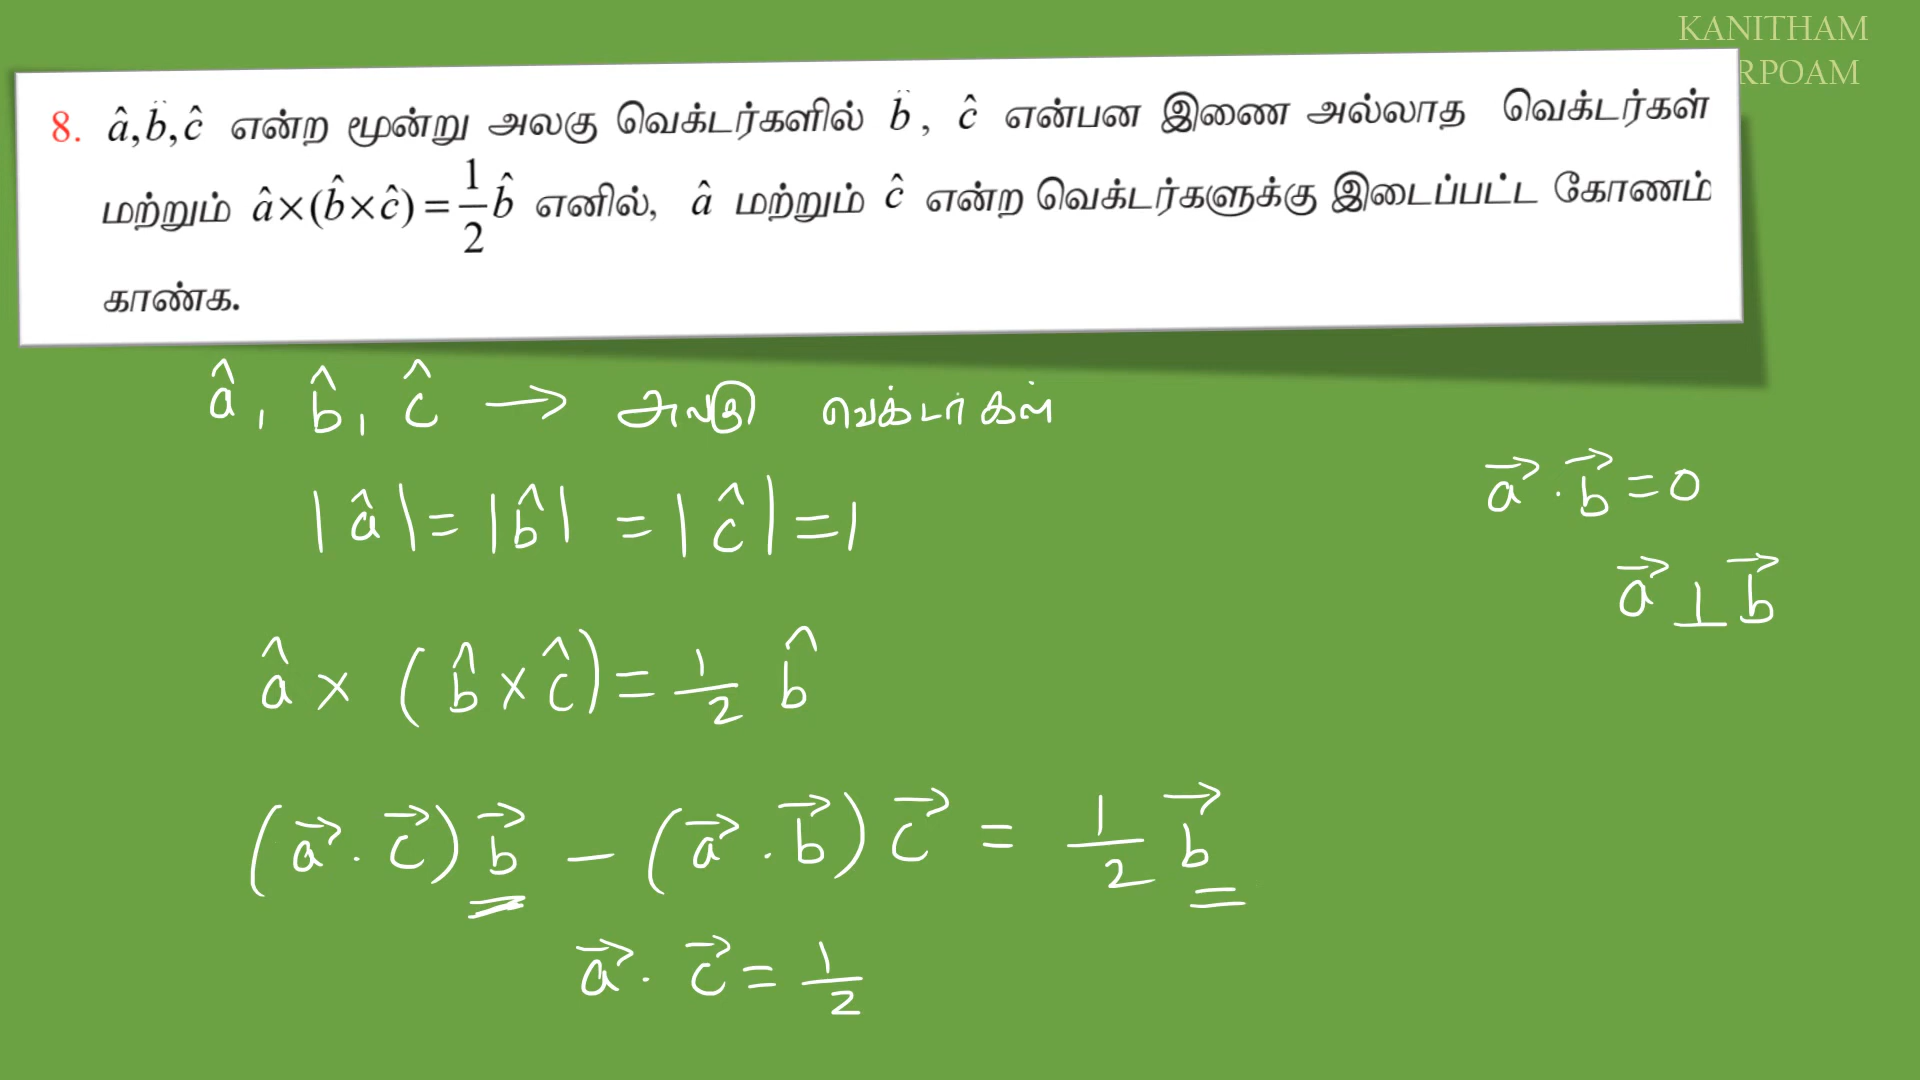 KANITHAM
RPOAM
8. â, b̂, ĉ என்ற மூன்று அலகு வெக்டர்களில் b̂, ĉ என்பன இணை அல்லாத வெக்டர்கள்
மற்றும் â×(b̂×ĉ) = 1/2 b̂ எனில், â மற்றும் ĉ என்ற வெக்டர்களுக்கு இடைப்பட்ட கோணம்
காண்க.
â, b̂, ĉ → அலகு வெக்டர்கள்
|â| = |b̂| = |ĉ| = 1
a⃗ · b⃗ = 0
a⃗ ⊥ b⃗
â × (b̂ × ĉ) = 1/2 b̂
(a⃗ · c⃗) b⃗ − (a⃗ · b⃗) c⃗ = 1/2 b⃗
a⃗ · c⃗ = 1/2